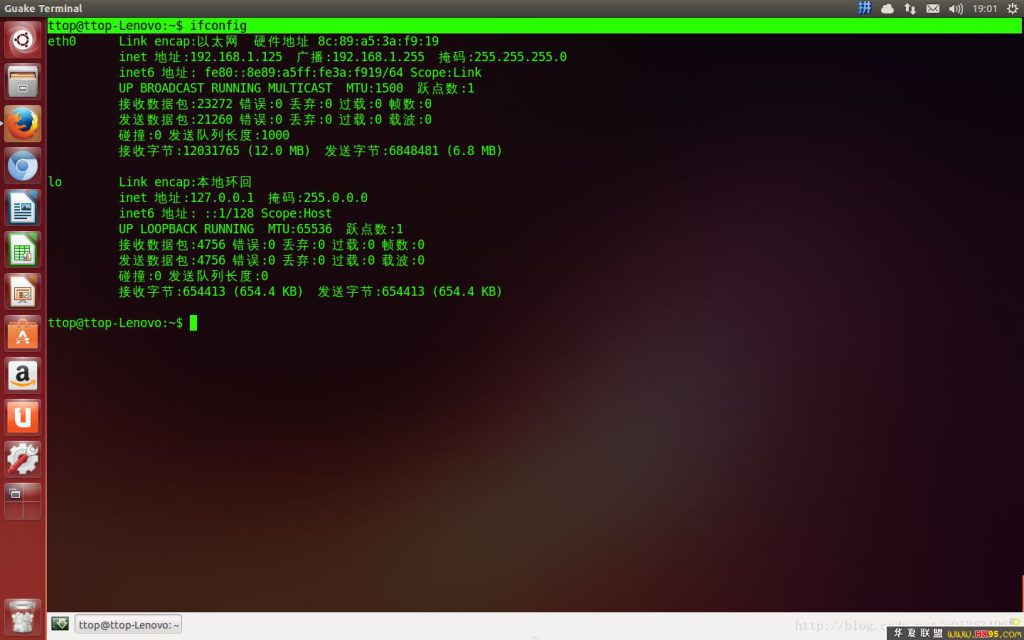 Guake Terminal
拼
19:01
ttop@ttop-Lenovo:~$ ifconfig
eth0 Link encap:以太网 硬件地址 8c:89:a5:3a:f9:19
inet 地址:192.168.1.125 广播:192.168.1.255 掩码:255.255.255.0
inet6 地址: fe80::8e89:a5ff:fe3a:f919/64 Scope:Link
UP BROADCAST RUNNING MULTICAST MTU:1500 跃点数:1
接收数据包:23272 错误:0 丢弃:0 过载:0 帧数:0
发送数据包:21260 错误:0 丢弃:0 过载:0 载波:0
碰撞:0 发送队列长度:1000
接收字节:12031765 (12.0 MB) 发送字节:6848481 (6.8 MB)
lo Link encap:本地环回
inet 地址:127.0.0.1 掩码:255.0.0.0
inet6 地址: ::1/128 Scope:Host
UP LOOPBACK RUNNING MTU:65536 跃点数:1
接收数据包:4756 错误:0 丢弃:0 过载:0 帧数:0
发送数据包:4756 错误:0 丢弃:0 过载:0 载波:0
碰撞:0 发送队列长度:0
接收字节:654413 (654.4 KB) 发送字节:654413 (654.4 KB)
ttop@ttop-Lenovo:~$
ttop@ttop-Lenovo: ~
华夏联盟 www.HX95.com